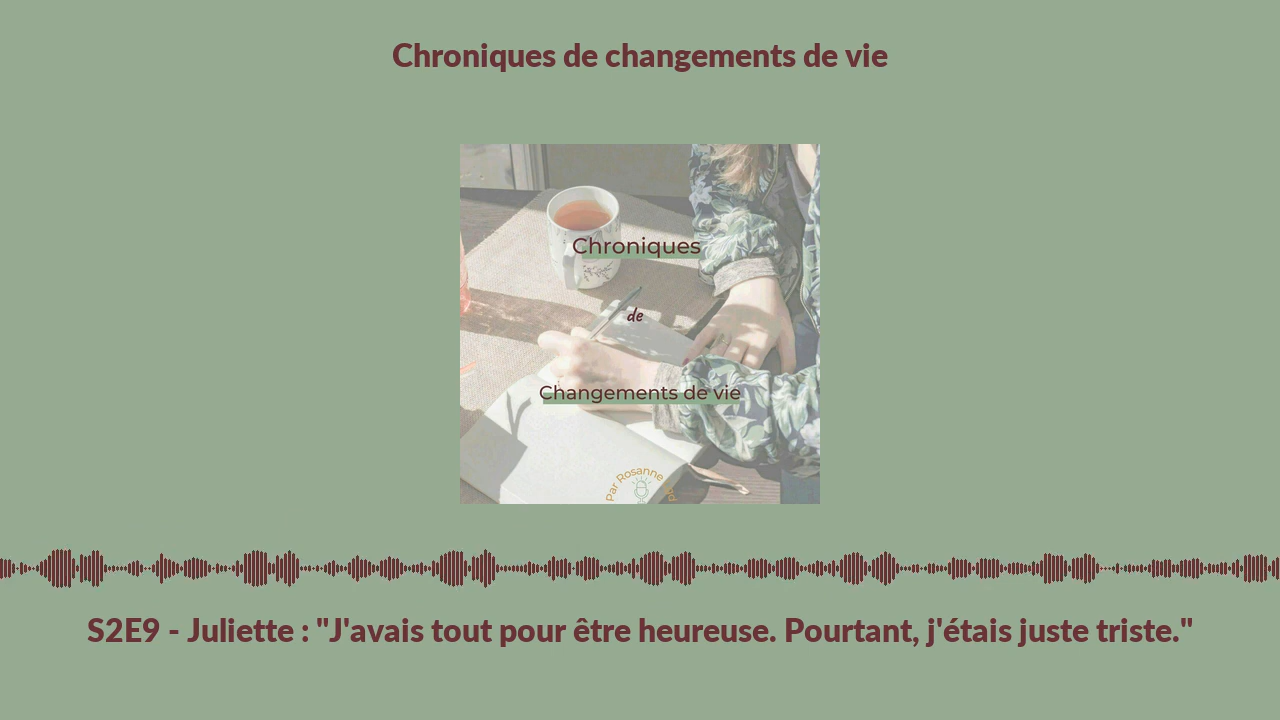 Chroniques de changements de vie
Chroniques
de
Changements de vie
Par Rosanne
S2E9 - Juliette : "J'avais tout pour être heureuse. Pourtant, j'étais juste triste."